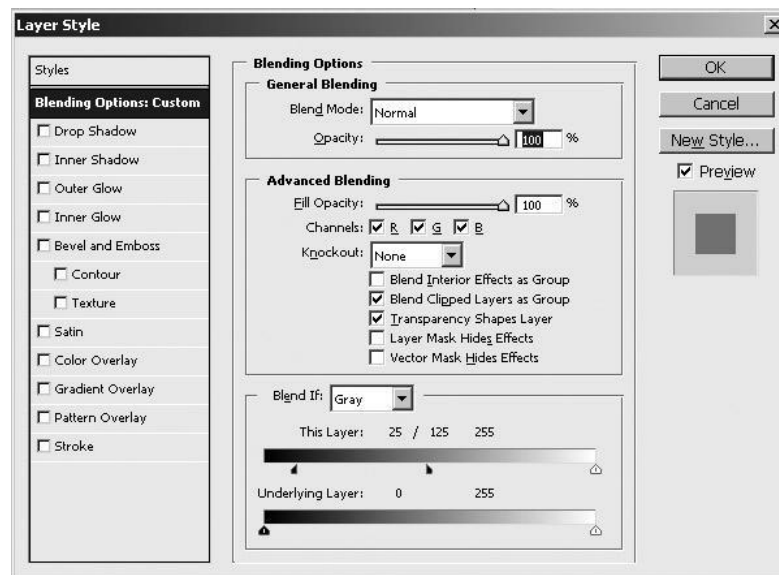 Layer Style
Styles
Blending Options: Custom
Drop Shadow
Inner Shadow
Outer Glow
Inner Glow
Bevel and Emboss
Contour
Texture
Satin
Color Overlay
Gradient Overlay
Pattern Overlay
Stroke
Blending Options
General Blending
Blend Mode: Normal
Opacity: 100 %
Advanced Blending
Fill Opacity: 100 %
Channels: R G B
Knockout: None
Blend Interior Effects as Group
Blend Clipped Layers as Group
Transparency Shapes Layer
Layer Mask Hides Effects
Vector Mask Hides Effects
Blend If: Gray
This Layer: 25 / 125 255
Underlying Layer: 0 255
OK
Cancel
New Style...
Preview